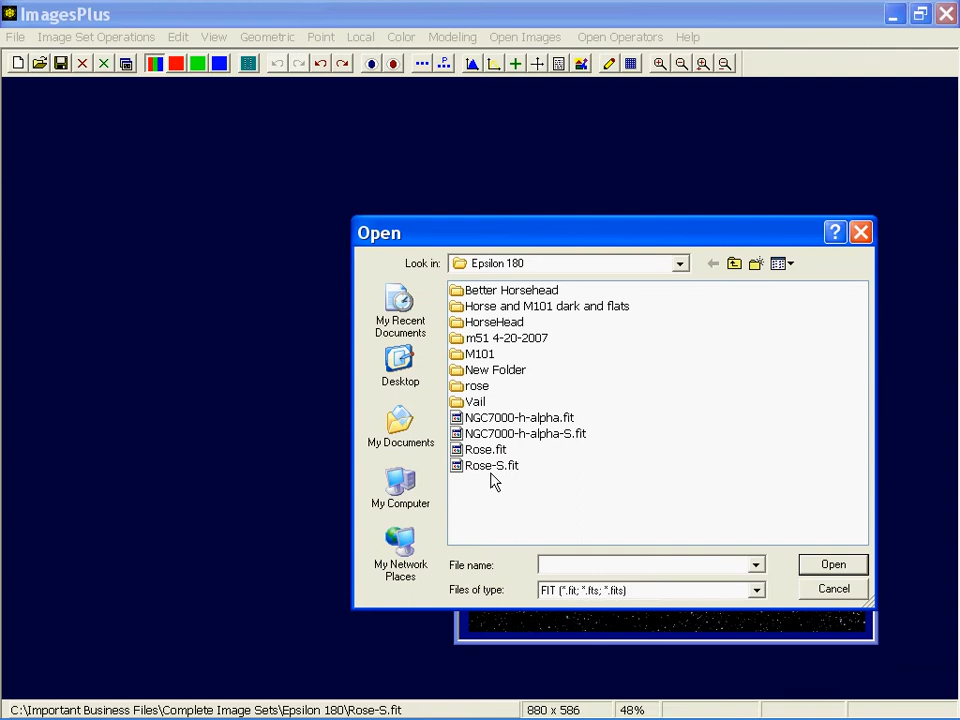 ImagesPlus
File Image Set Operations Edit View Geometric Point Local Color Modeling Open Images Open Operators Help
Open
Look in: Epsilon 180
My Recent Documents
Desktop
My Documents
My Computer
My Network Places
Better Horsehead
Horse and M101 dark and flats
HorseHead
m51 4-20-2007
M101
New Folder
rose
Vail
NGC7000-h-alpha.fit
NGC7000-h-alpha-S.fit
Rose.fit
Rose-S.fit
File name: Open
Files of type: FIT (*.fit; *.fts; *.fits) Cancel
C:\Important Business Files\Complete Image Sets\Epsilon 180\Rose-S.fit 880 x 586 48%